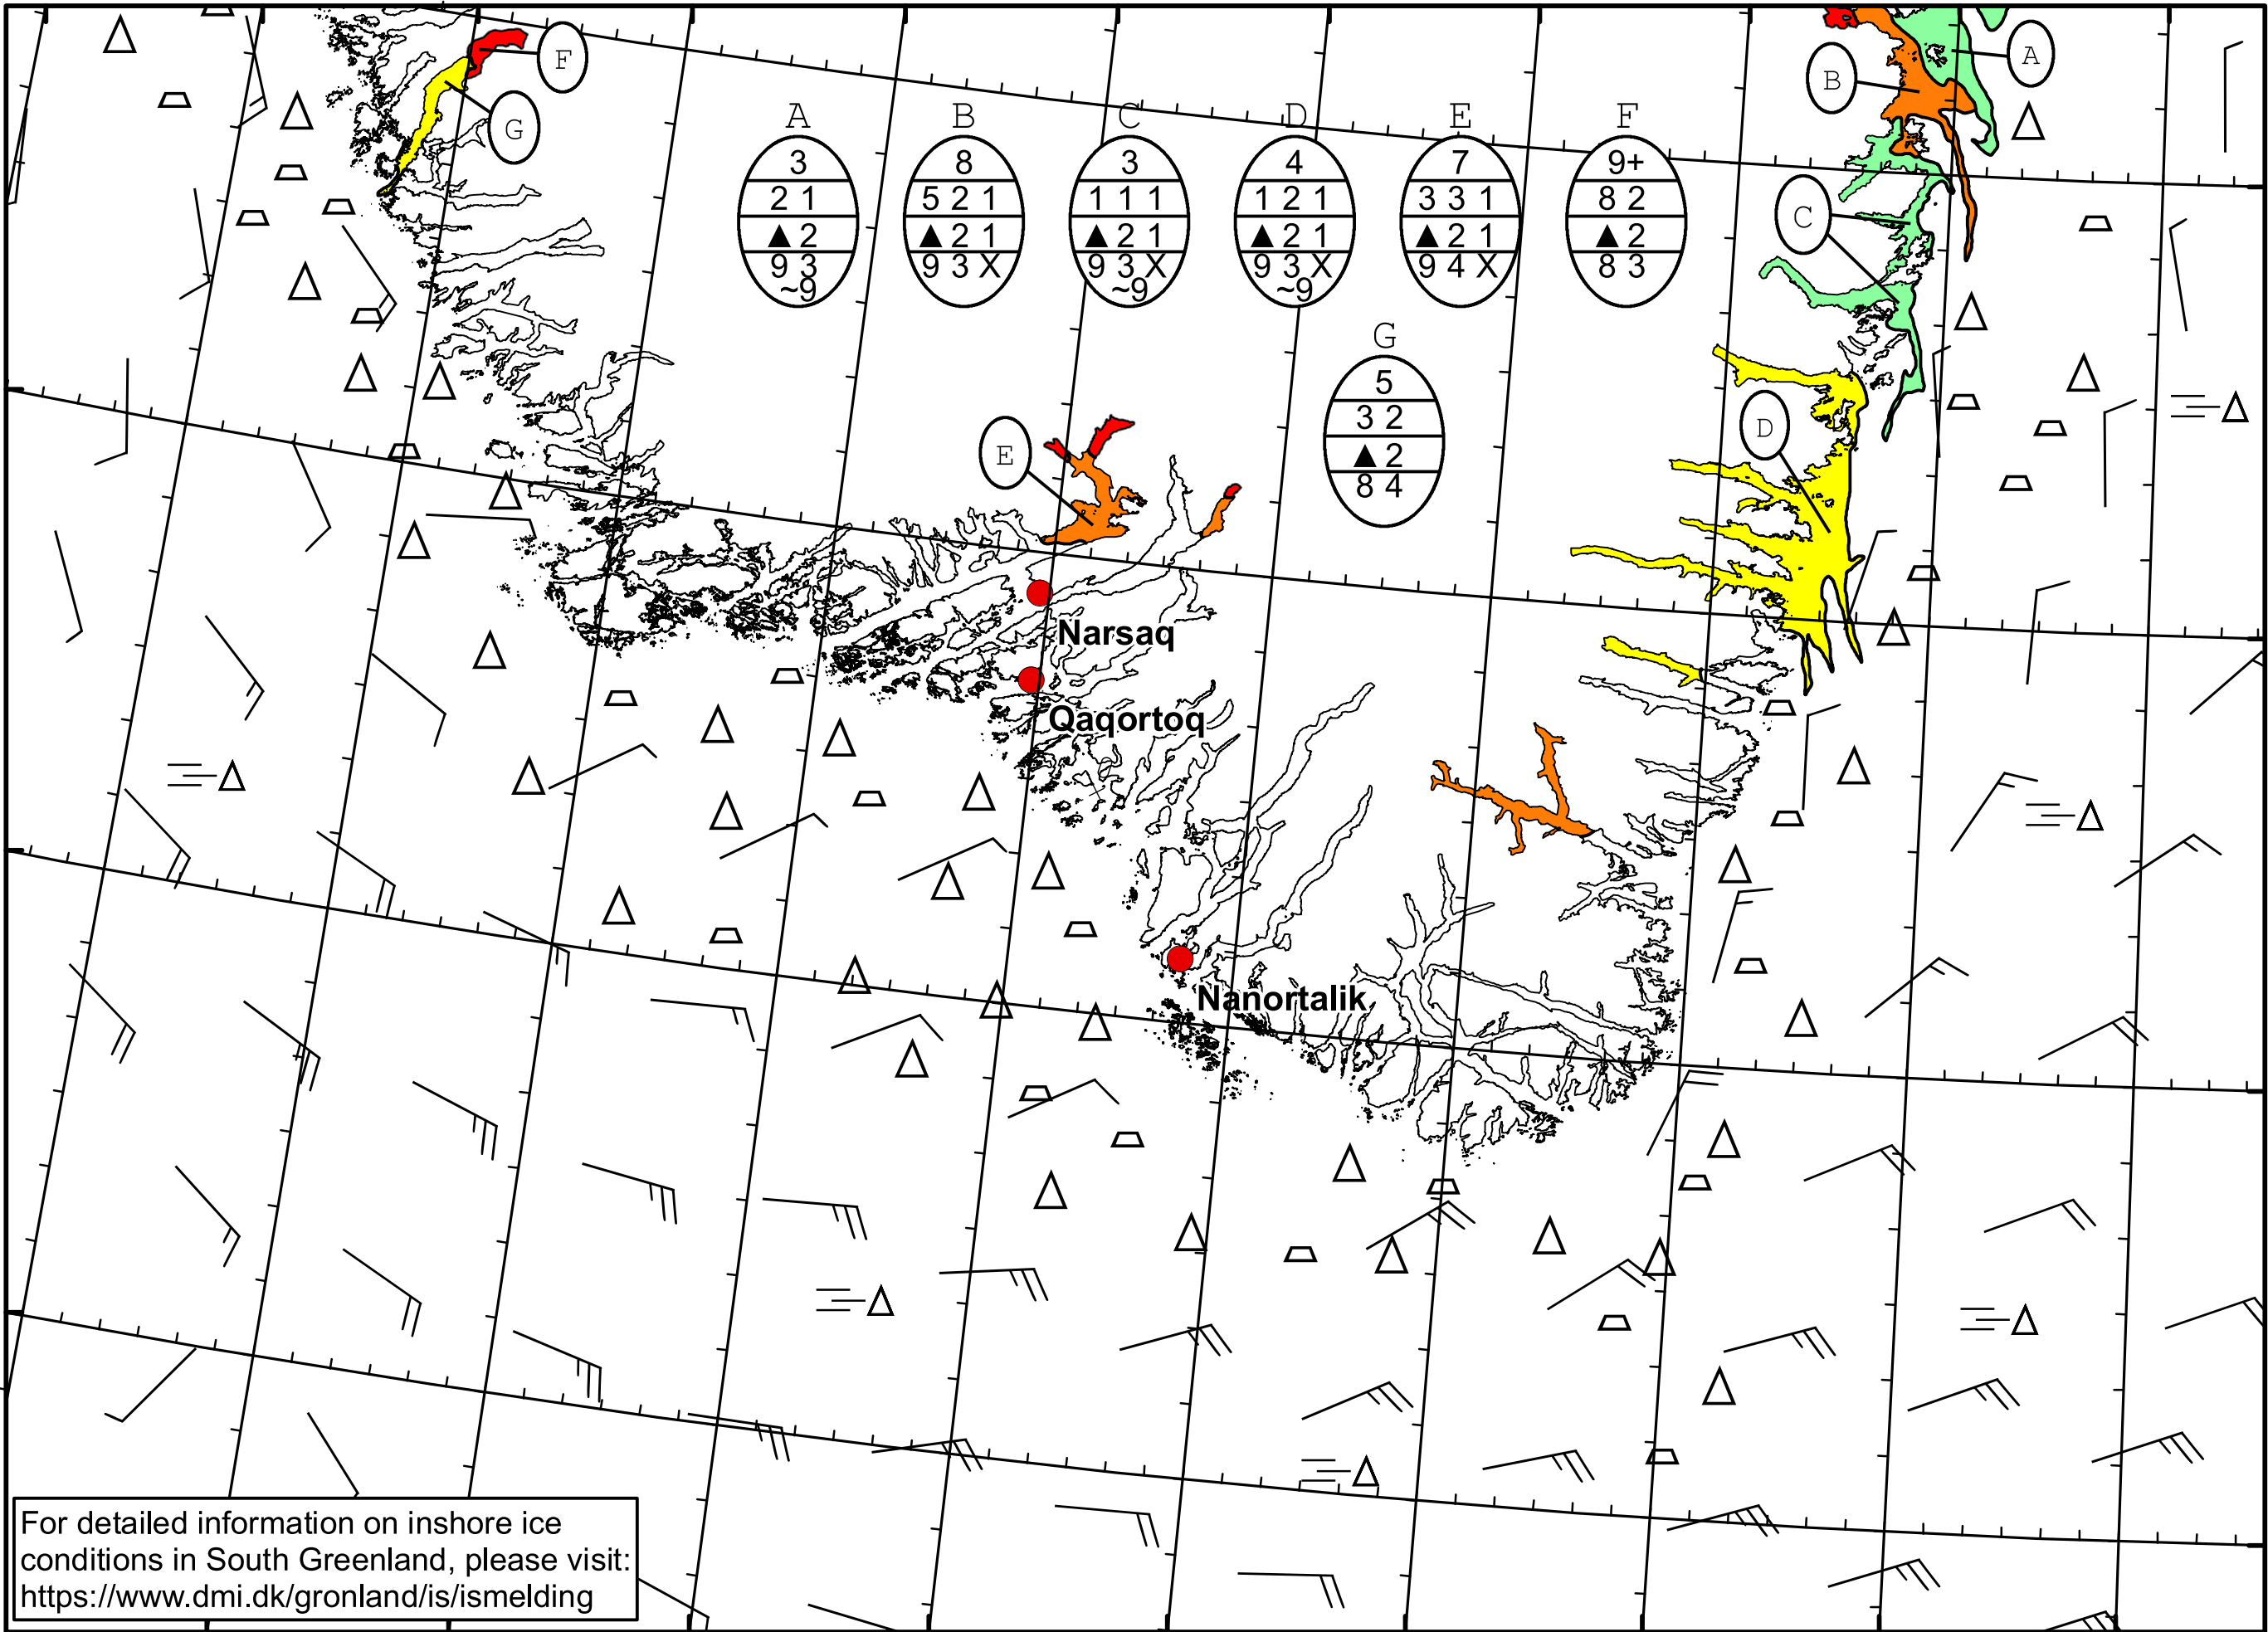 F
G
A
B
A B C D E F
3 8 3 4 7 9+
2 1 5 2 1 1 1 1 1 2 1 3 3 1 8 2
▲ 2 ▲ 2 1 ▲ 2 1 ▲ 2 1 ▲ 2 1 ▲ 2
9 3 9 3 X 9 3 X 9 3 X 9 4 X 8 3
~9 ~9 ~9
C
G
5
3 2
▲ 2
8 4
E
D
Narsaq
Qaqortoq
Nanortalik
For detailed information on inshore ice
conditions in South Greenland, please visit:
https://www.dmi.dk/gronland/is/ismelding